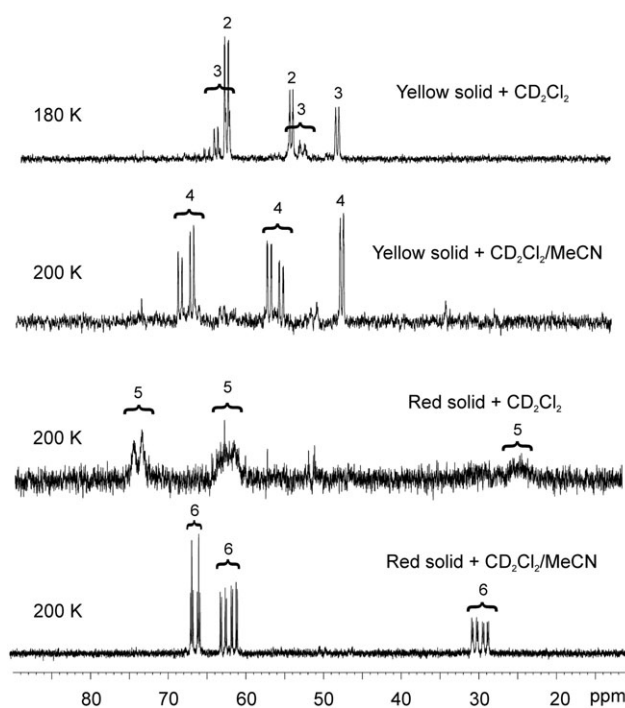 2
3
2
3
3
Yellow solid + CD₂Cl₂
180 K
4
4
4
Yellow solid + CD₂Cl₂/MeCN
200 K
5
5
Red solid + CD₂Cl₂
5
200 K
6
6
Red solid + CD₂Cl₂/MeCN
6
200 K
80 70 60 50 40 30 20 ppm